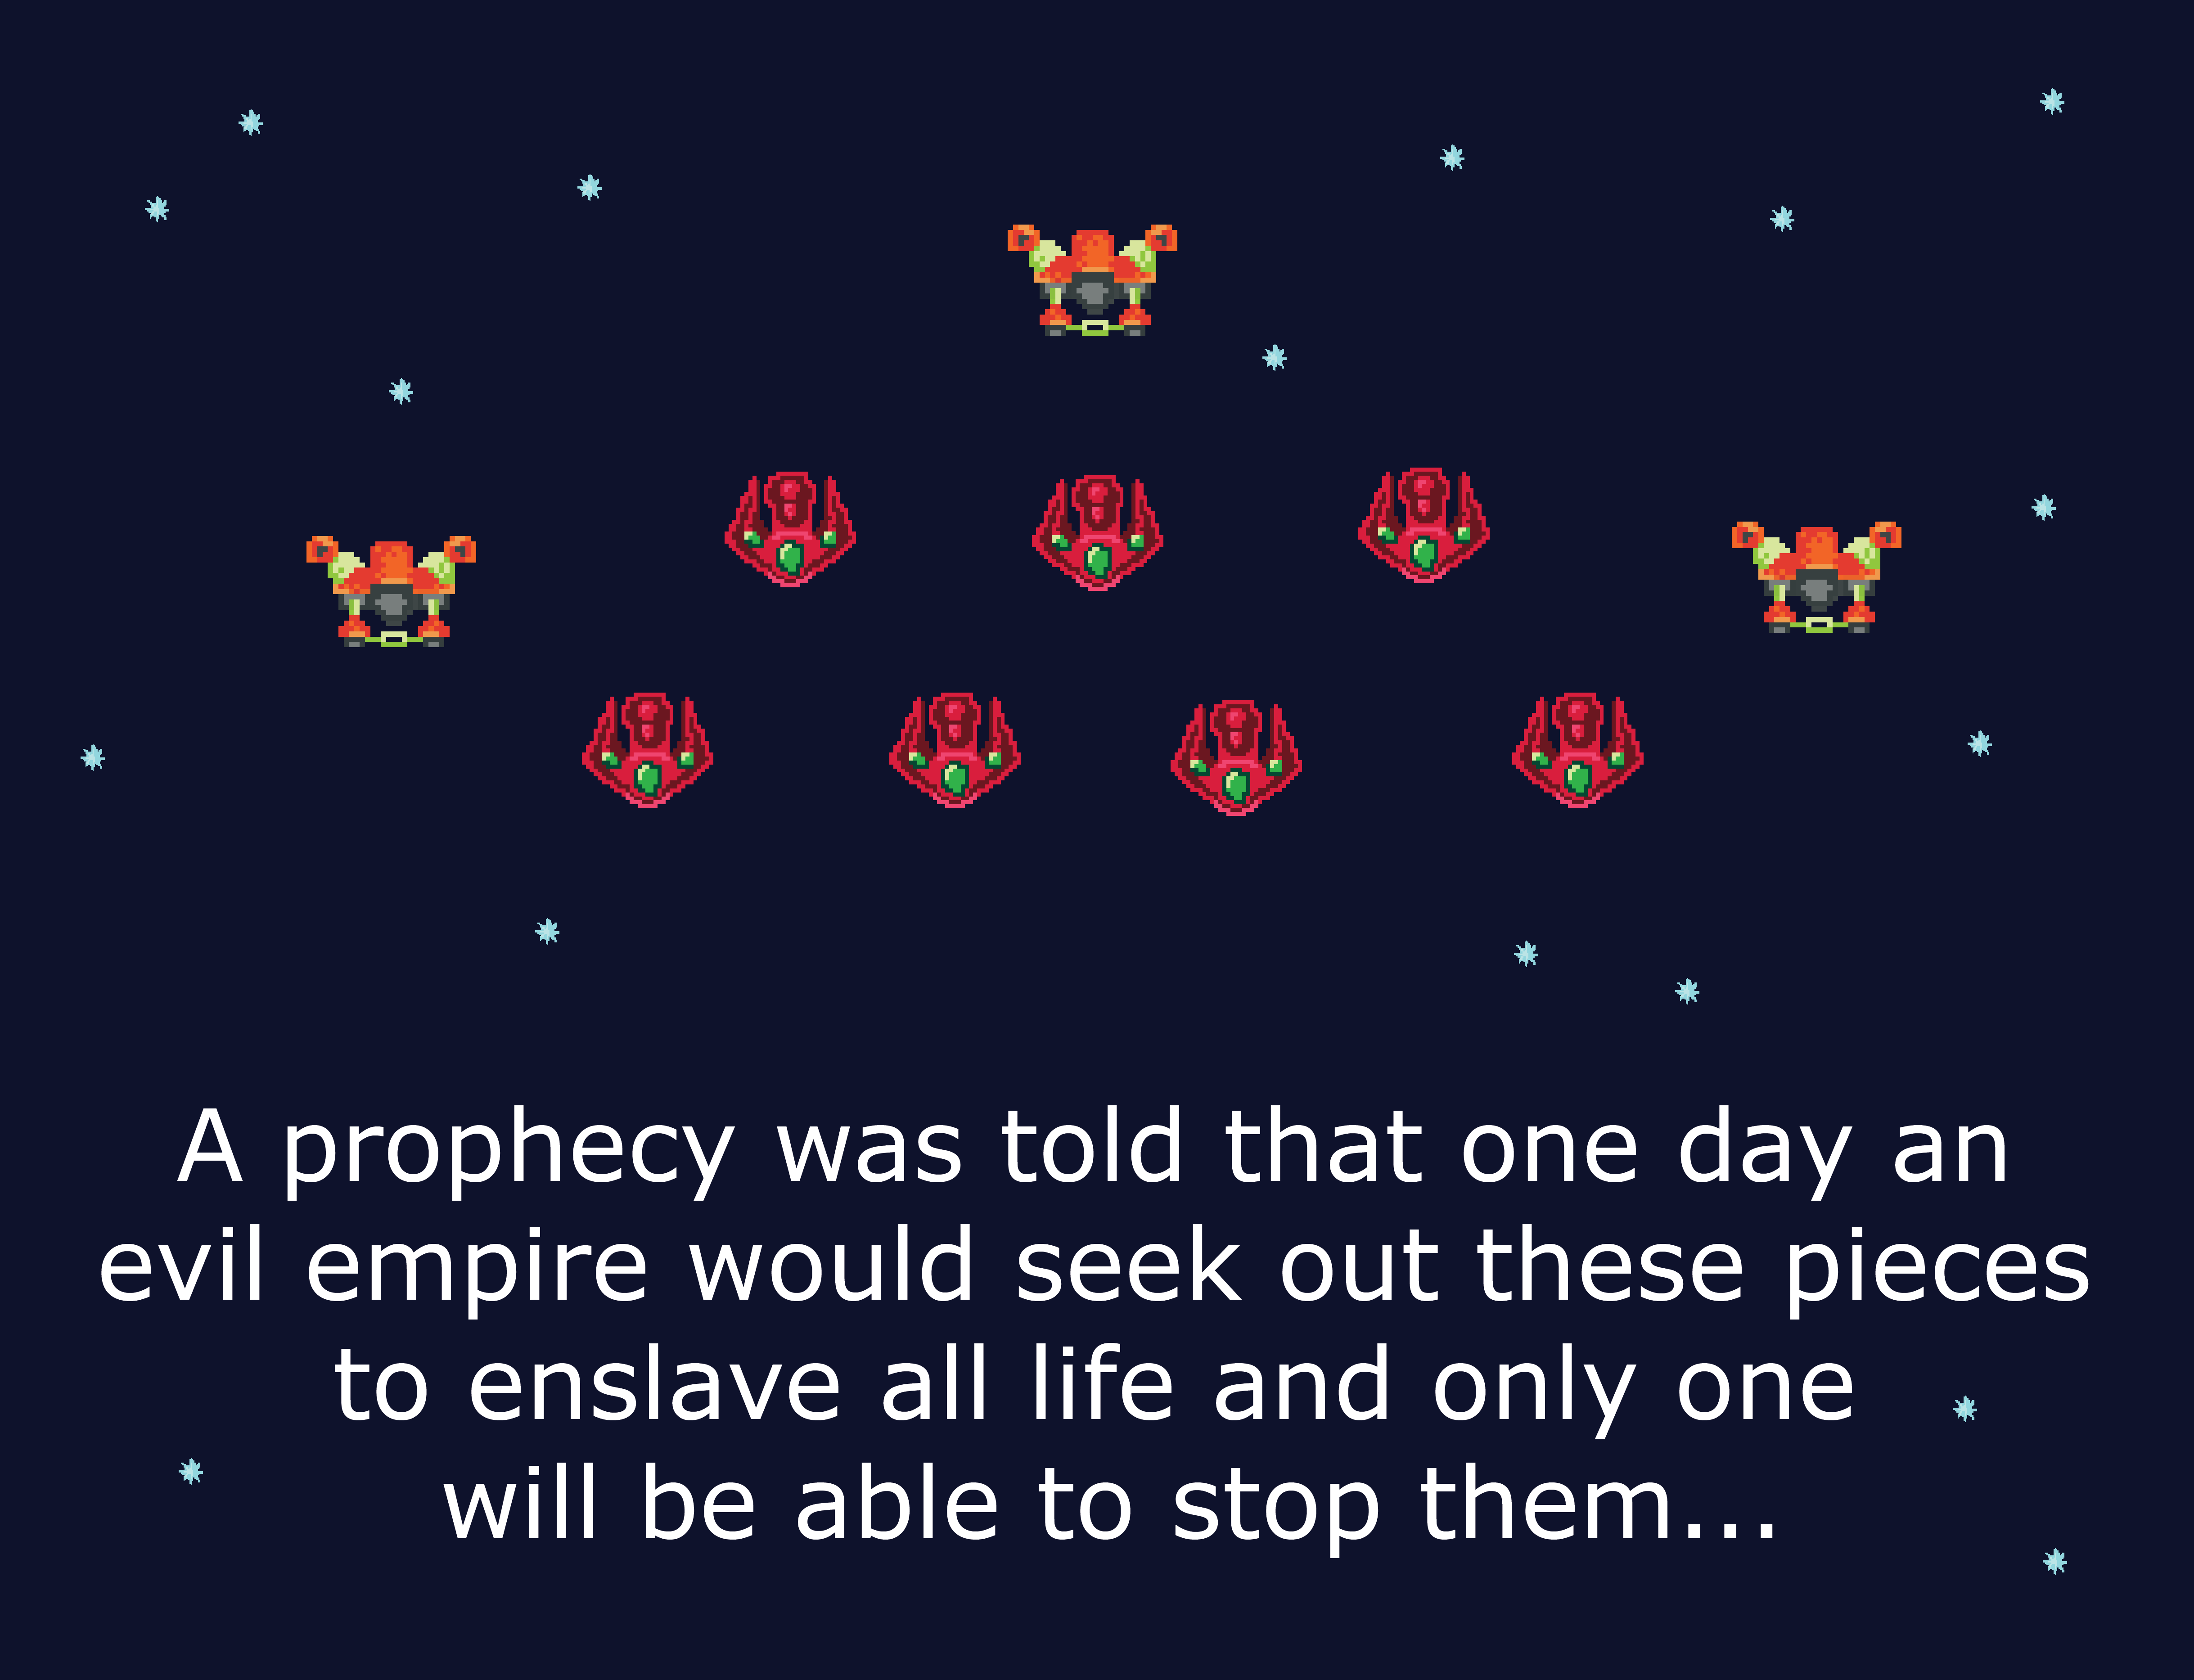 A prophecy was told that one day an
evil empire would seek out these pieces
to enslave all life and only one
will be able to stop them...